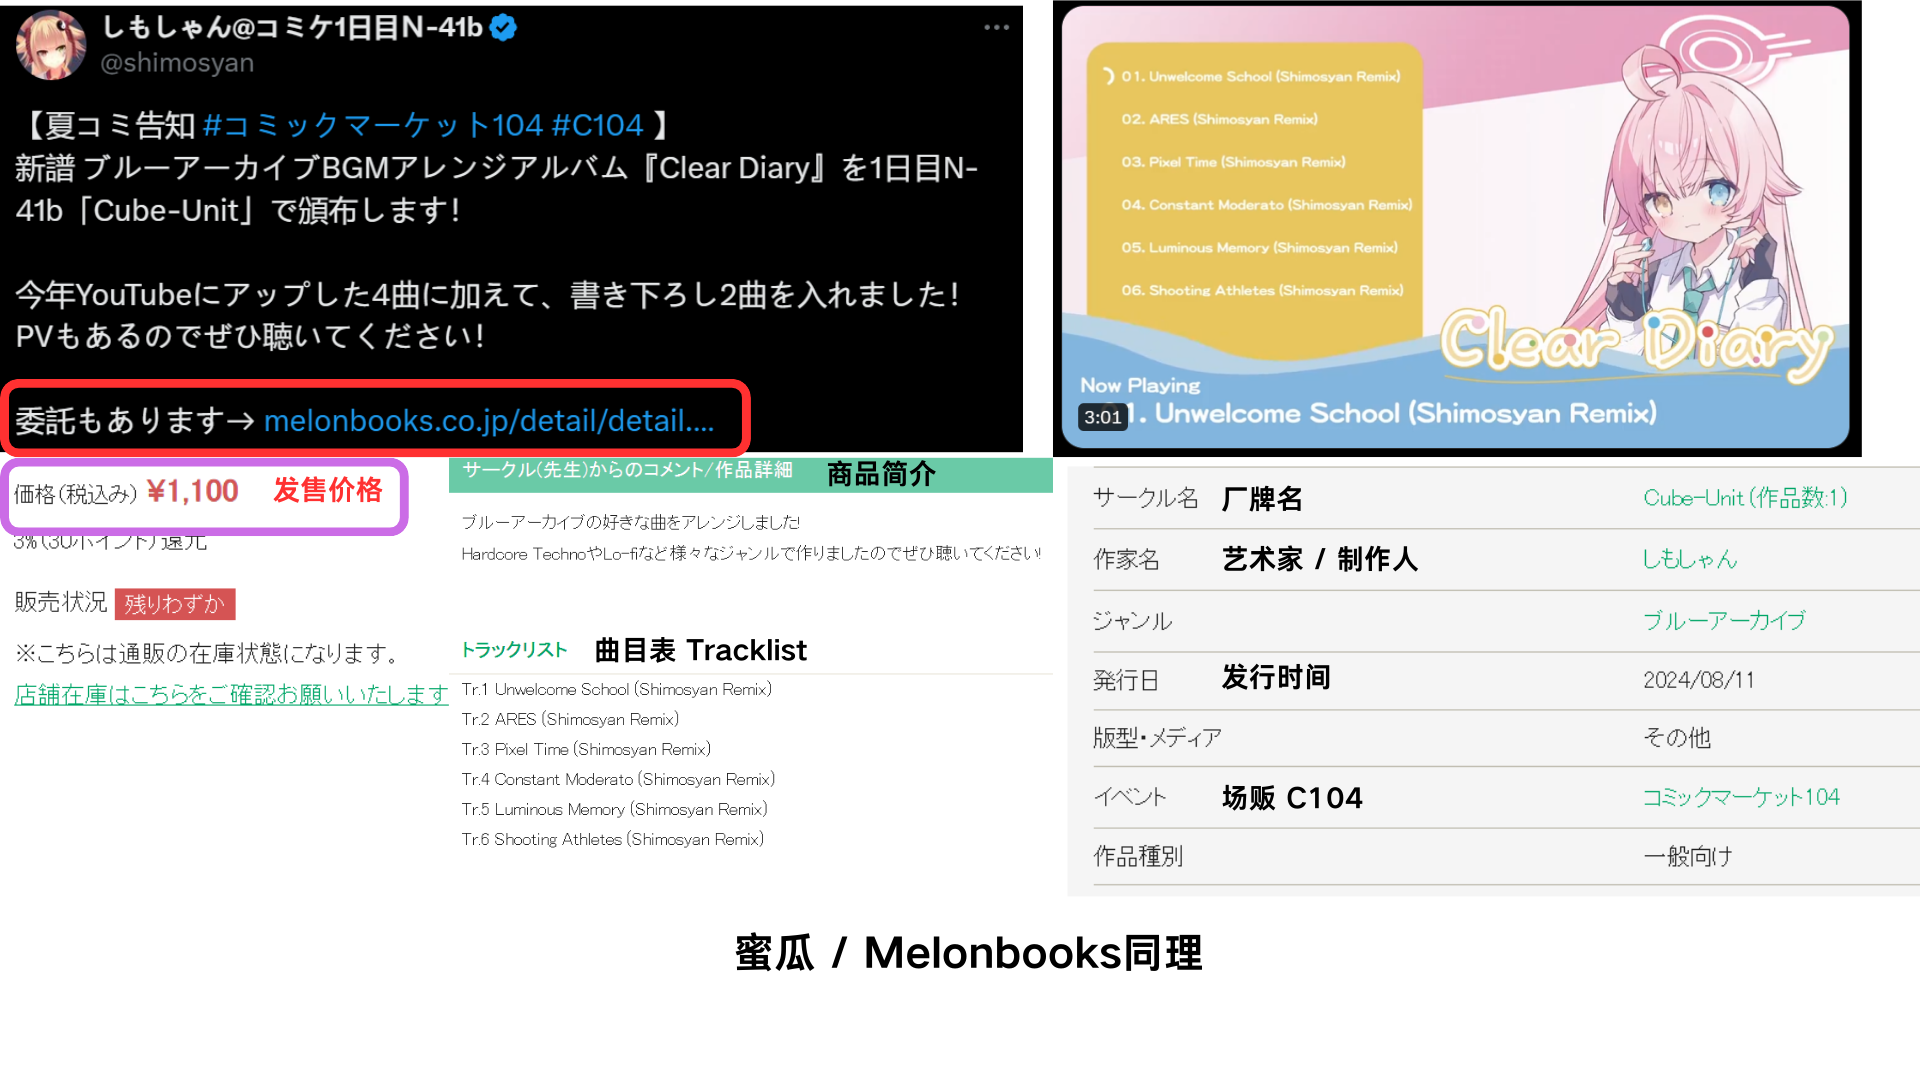 しもしゃん@コミケ1日目N-41b
@shimosyan
【夏コミ告知 #コミックマーケット104 #C104 】
新譜 ブルーアーカイブBGMアレンジアルバム『Clear Diary』を1日目N-
41b「Cube-Unit」で頒布します!
今年YouTubeにアップした4曲に加えて、書き下ろし2曲を入れました!
PVもあるのでぜひ聴いてください!
委託もあります→ melonbooks.co.jp/detail/detail....
01. Unwelcome School (Shimosyan Remix)
02. ARES (Shimosyan Remix)
03. Pixel Time (Shimosyan Remix)
04. Constant Moderato (Shimosyan Remix)
05. Luminous Memory (Shimosyan Remix)
06. Shooting Athletes (Shimosyan Remix)
Clear Diary
Now Playing
3:01 1. Unwelcome School (Shimosyan Remix)
価格(税込み) ¥1,100 发售价格
3%(30ポイント)還元
販売状況 残りわずか
※こちらは通販の在庫状態になります。
店舗在庫はこちらをご確認お願いいたします
サークル(先生)からのコメント/作品詳細 商品简介
ブルーアーカイブの好きな曲をアレンジしました!
Hardcore TechnoやLo-fiなど様々なジャンルで作りましたのでぜひ聴いてください!
トラックリスト 曲目表 Tracklist
Tr.1 Unwelcome School (Shimosyan Remix)
Tr.2 ARES (Shimosyan Remix)
Tr.3 Pixel Time (Shimosyan Remix)
Tr.4 Constant Moderato (Shimosyan Remix)
Tr.5 Luminous Memory (Shimosyan Remix)
Tr.6 Shooting Athletes (Shimosyan Remix)
サークル名 厂牌名 Cube-Unit (作品数:1)
作家名 艺术家 / 制作人 しもしゃん
ジャンル ブルーアーカイブ
発行日 发行时间 2024/08/11
版型・メディア その他
イベント 场贩 C104 コミックマーケット104
作品種別 一般向け
蜜瓜 / Melonbooks同理